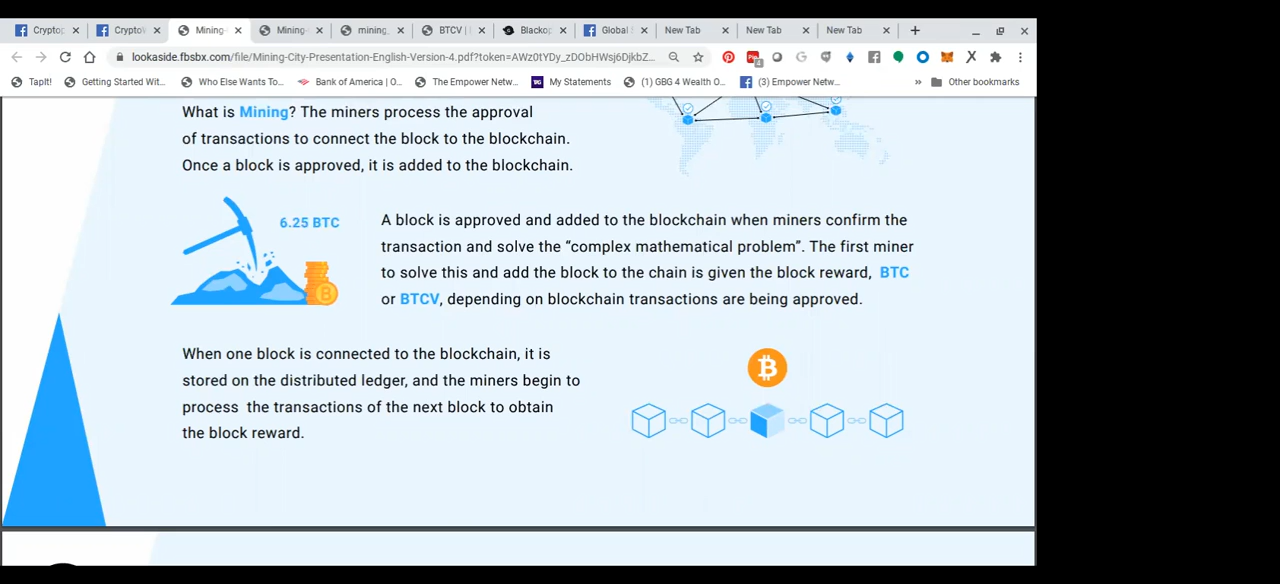 Cryptop
CryptoV
Mining-
Mining-
mining_
BTCV |
Blackop
Global S
New Tab
New Tab
New Tab
lookaside.fbsbx.com/file/Mining-City-Presentation-English-Version-4.pdf?token=AWz0tYDy_zDObHWsj6DjkbZ...
TapIt!
Getting Started Wit...
Who Else Wants To...
Bank of America | O...
The Empower Netw...
My Statements
(1) GBG 4 Wealth O...
(3) Empower Netw...
»
Other bookmarks
What is Mining? The miners process the approval
of transactions to connect the block to the blockchain.
Once a block is approved, it is added to the blockchain.
6.25 BTC
A block is approved and added to the blockchain when miners confirm the
transaction and solve the “complex mathematical problem”. The first miner
to solve this and add the block to the chain is given the block reward, BTC
or BTCV, depending on blockchain transactions are being approved.
When one block is connected to the blockchain, it is
stored on the distributed ledger, and the miners begin to
process the transactions of the next block to obtain
the block reward.